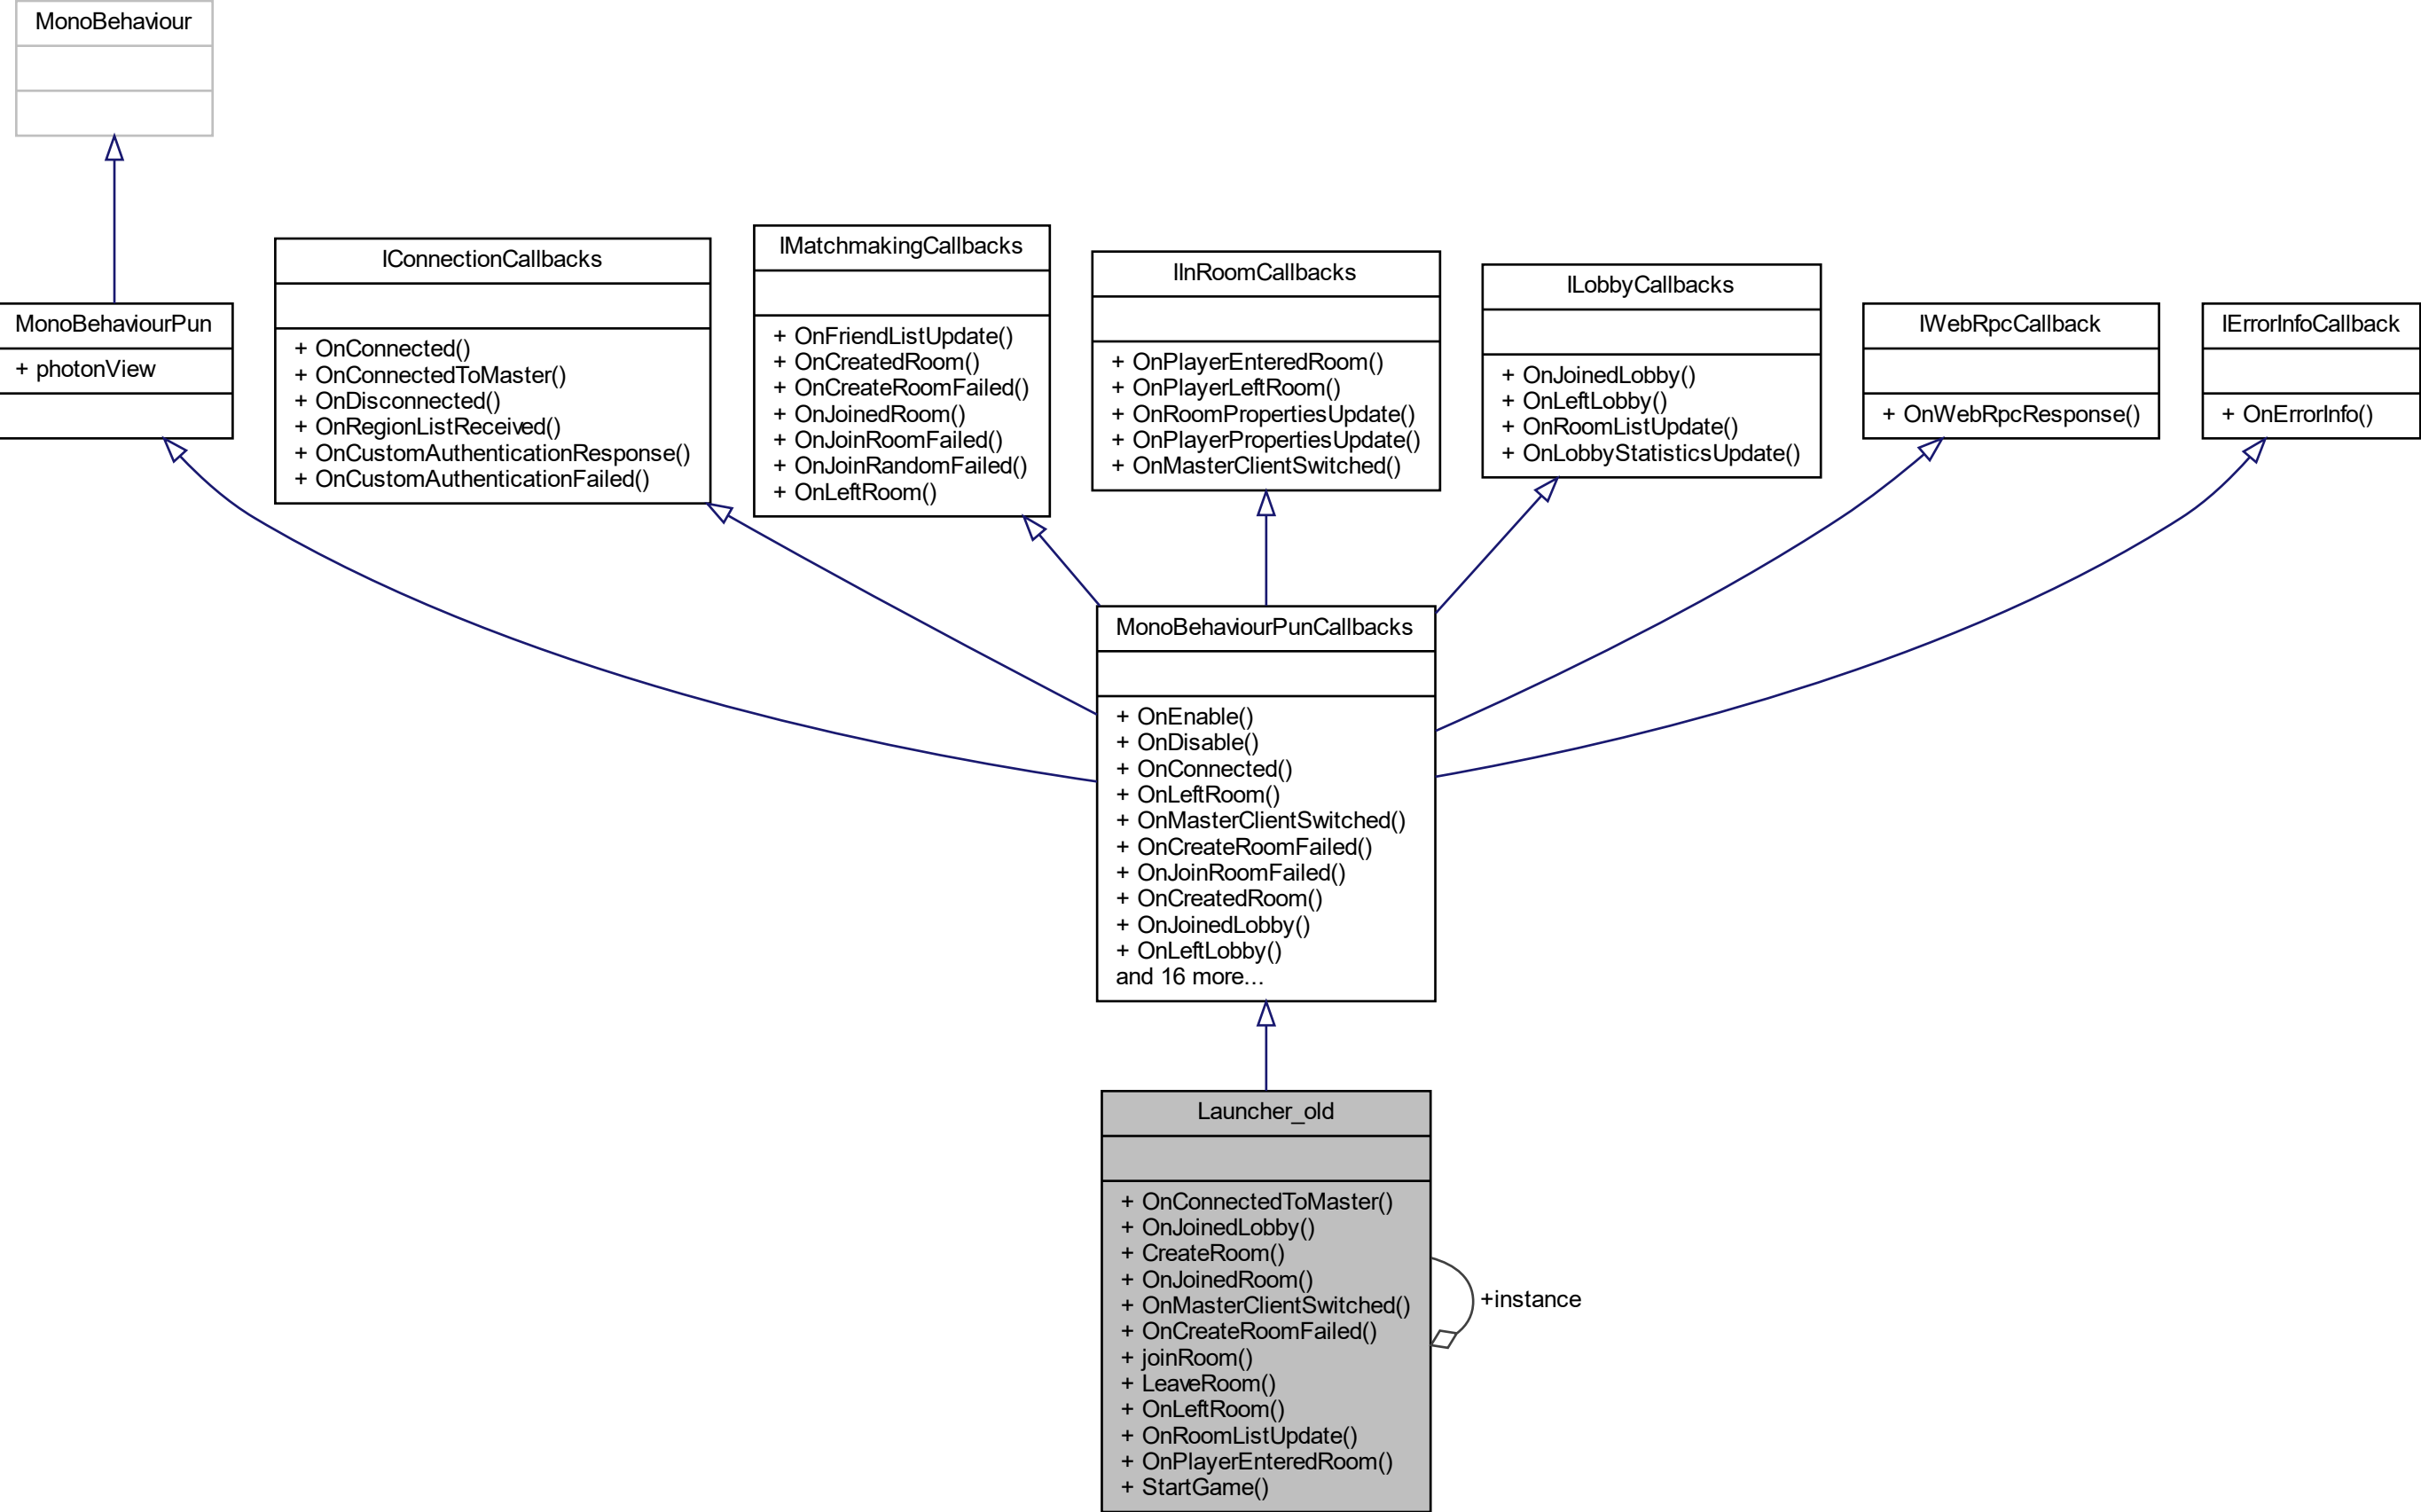 MonoBehaviour
MonoBehaviourPun
+ photonView
IConnectionCallbacks
+ OnConnected()
+ OnConnectedToMaster()
+ OnDisconnected()
+ OnRegionListReceived()
+ OnCustomAuthenticationResponse()
+ OnCustomAuthenticationFailed()
IMatchmakingCallbacks
+ OnFriendListUpdate()
+ OnCreatedRoom()
+ OnCreateRoomFailed()
+ OnJoinedRoom()
+ OnJoinRoomFailed()
+ OnJoinRandomFailed()
+ OnLeftRoom()
IInRoomCallbacks
+ OnPlayerEnteredRoom()
+ OnPlayerLeftRoom()
+ OnRoomPropertiesUpdate()
+ OnPlayerPropertiesUpdate()
+ OnMasterClientSwitched()
ILobbyCallbacks
+ OnJoinedLobby()
+ OnLeftLobby()
+ OnRoomListUpdate()
+ OnLobbyStatisticsUpdate()
IWebRpcCallback
+ OnWebRpcResponse()
IErrorInfoCallback
+ OnErrorInfo()
MonoBehaviourPunCallbacks
+ OnEnable()
+ OnDisable()
+ OnConnected()
+ OnLeftRoom()
+ OnMasterClientSwitched()
+ OnCreateRoomFailed()
+ OnJoinRoomFailed()
+ OnCreatedRoom()
+ OnJoinedLobby()
+ OnLeftLobby()
and 16 more...
Launcher_old
+ OnConnectedToMaster()
+ OnJoinedLobby()
+ CreateRoom()
+ OnJoinedRoom()
+ OnMasterClientSwitched()
+ OnCreateRoomFailed()
+ joinRoom()
+ LeaveRoom()
+ OnLeftRoom()
+ OnRoomListUpdate()
+ OnPlayerEnteredRoom()
+ StartGame()
+instance